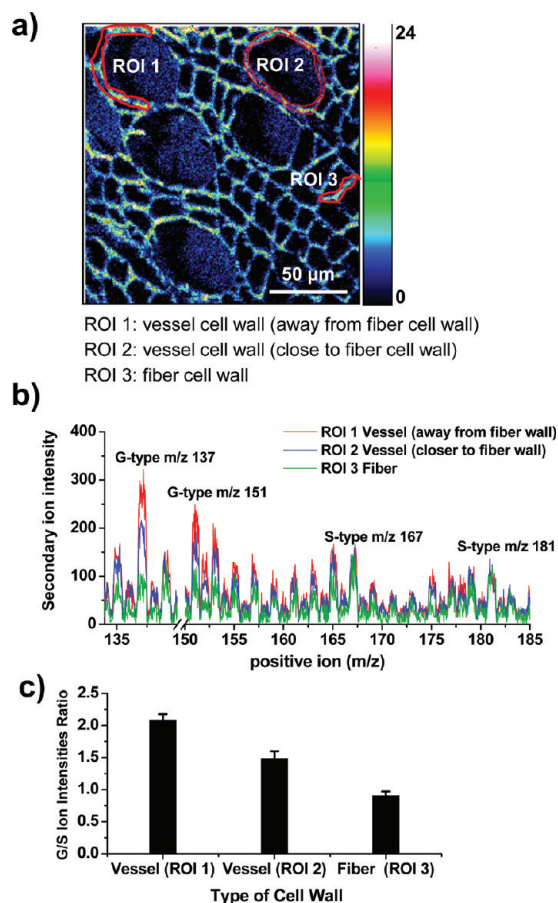 a)
24
ROI 1
ROI 2
ROI 3
50 µm
0
ROI 1: vessel cell wall (away from fiber cell wall)
ROI 2: vessel cell wall (close to fiber cell wall)
ROI 3: fiber cell wall
b)
Secondary ion intensity
400
300
200
100
0
G-type m/z 137
G-type m/z 151
S-type m/z 167
S-type m/z 181
ROI 1 Vessel (away from fiber wall)
ROI 2 Vessel (closer to fiber wall)
ROI 3 Fiber
135 150 155 160 165 170 175 180 185
positive ion (m/z)
c)
G/S Ion Intensities Ratio
2.5
2.0
1.5
1.0
0.5
0.0
Vessel (ROI 1) Vessel (ROI 2) Fiber (ROI 3)
Type of Cell Wall